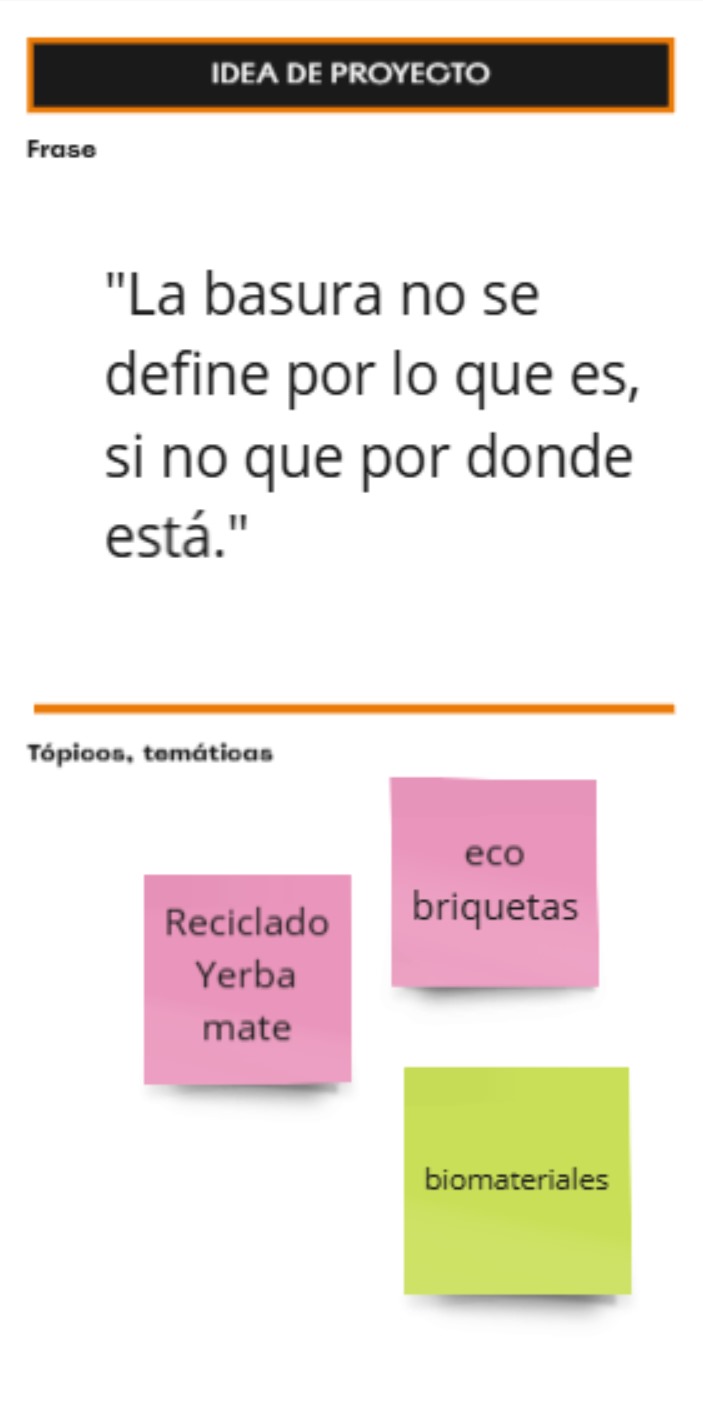 IDEA DE PROYECTO
Frase
"La basura no se
define por lo que es,
si no que por donde
está."
Tópicos, temáticas
eco
briquetas
Reciclado
Yerba
mate
biomateriales